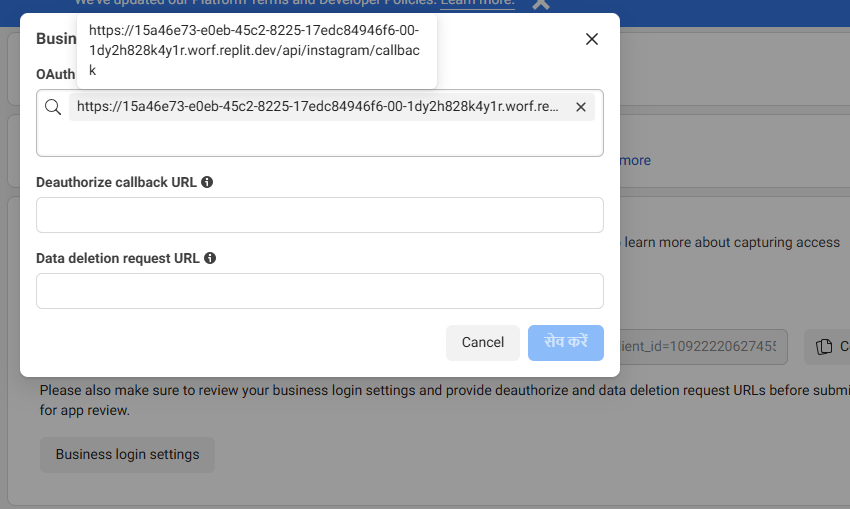 We've updated our Platform Terms and Developer Policies. Learn more.
https://15a46e73-e0eb-45c2-8225-17edc84946f6-00-
1dy2h828k4y1r.worf.replit.dev/api/instagram/callbac
k
Busin
OAuth
https://15a46e73-e0eb-45c2-8225-17edc84946f6-00-1dy2h828k4y1r.worf.re...
more
Deauthorize callback URL
learn more about capturing access
Data deletion request URL
Cancel
सेव करें
ient_id=10922220627455
C
Please also make sure to review your business login settings and provide deauthorize and data deletion request URLs before submi
for app review.
Business login settings